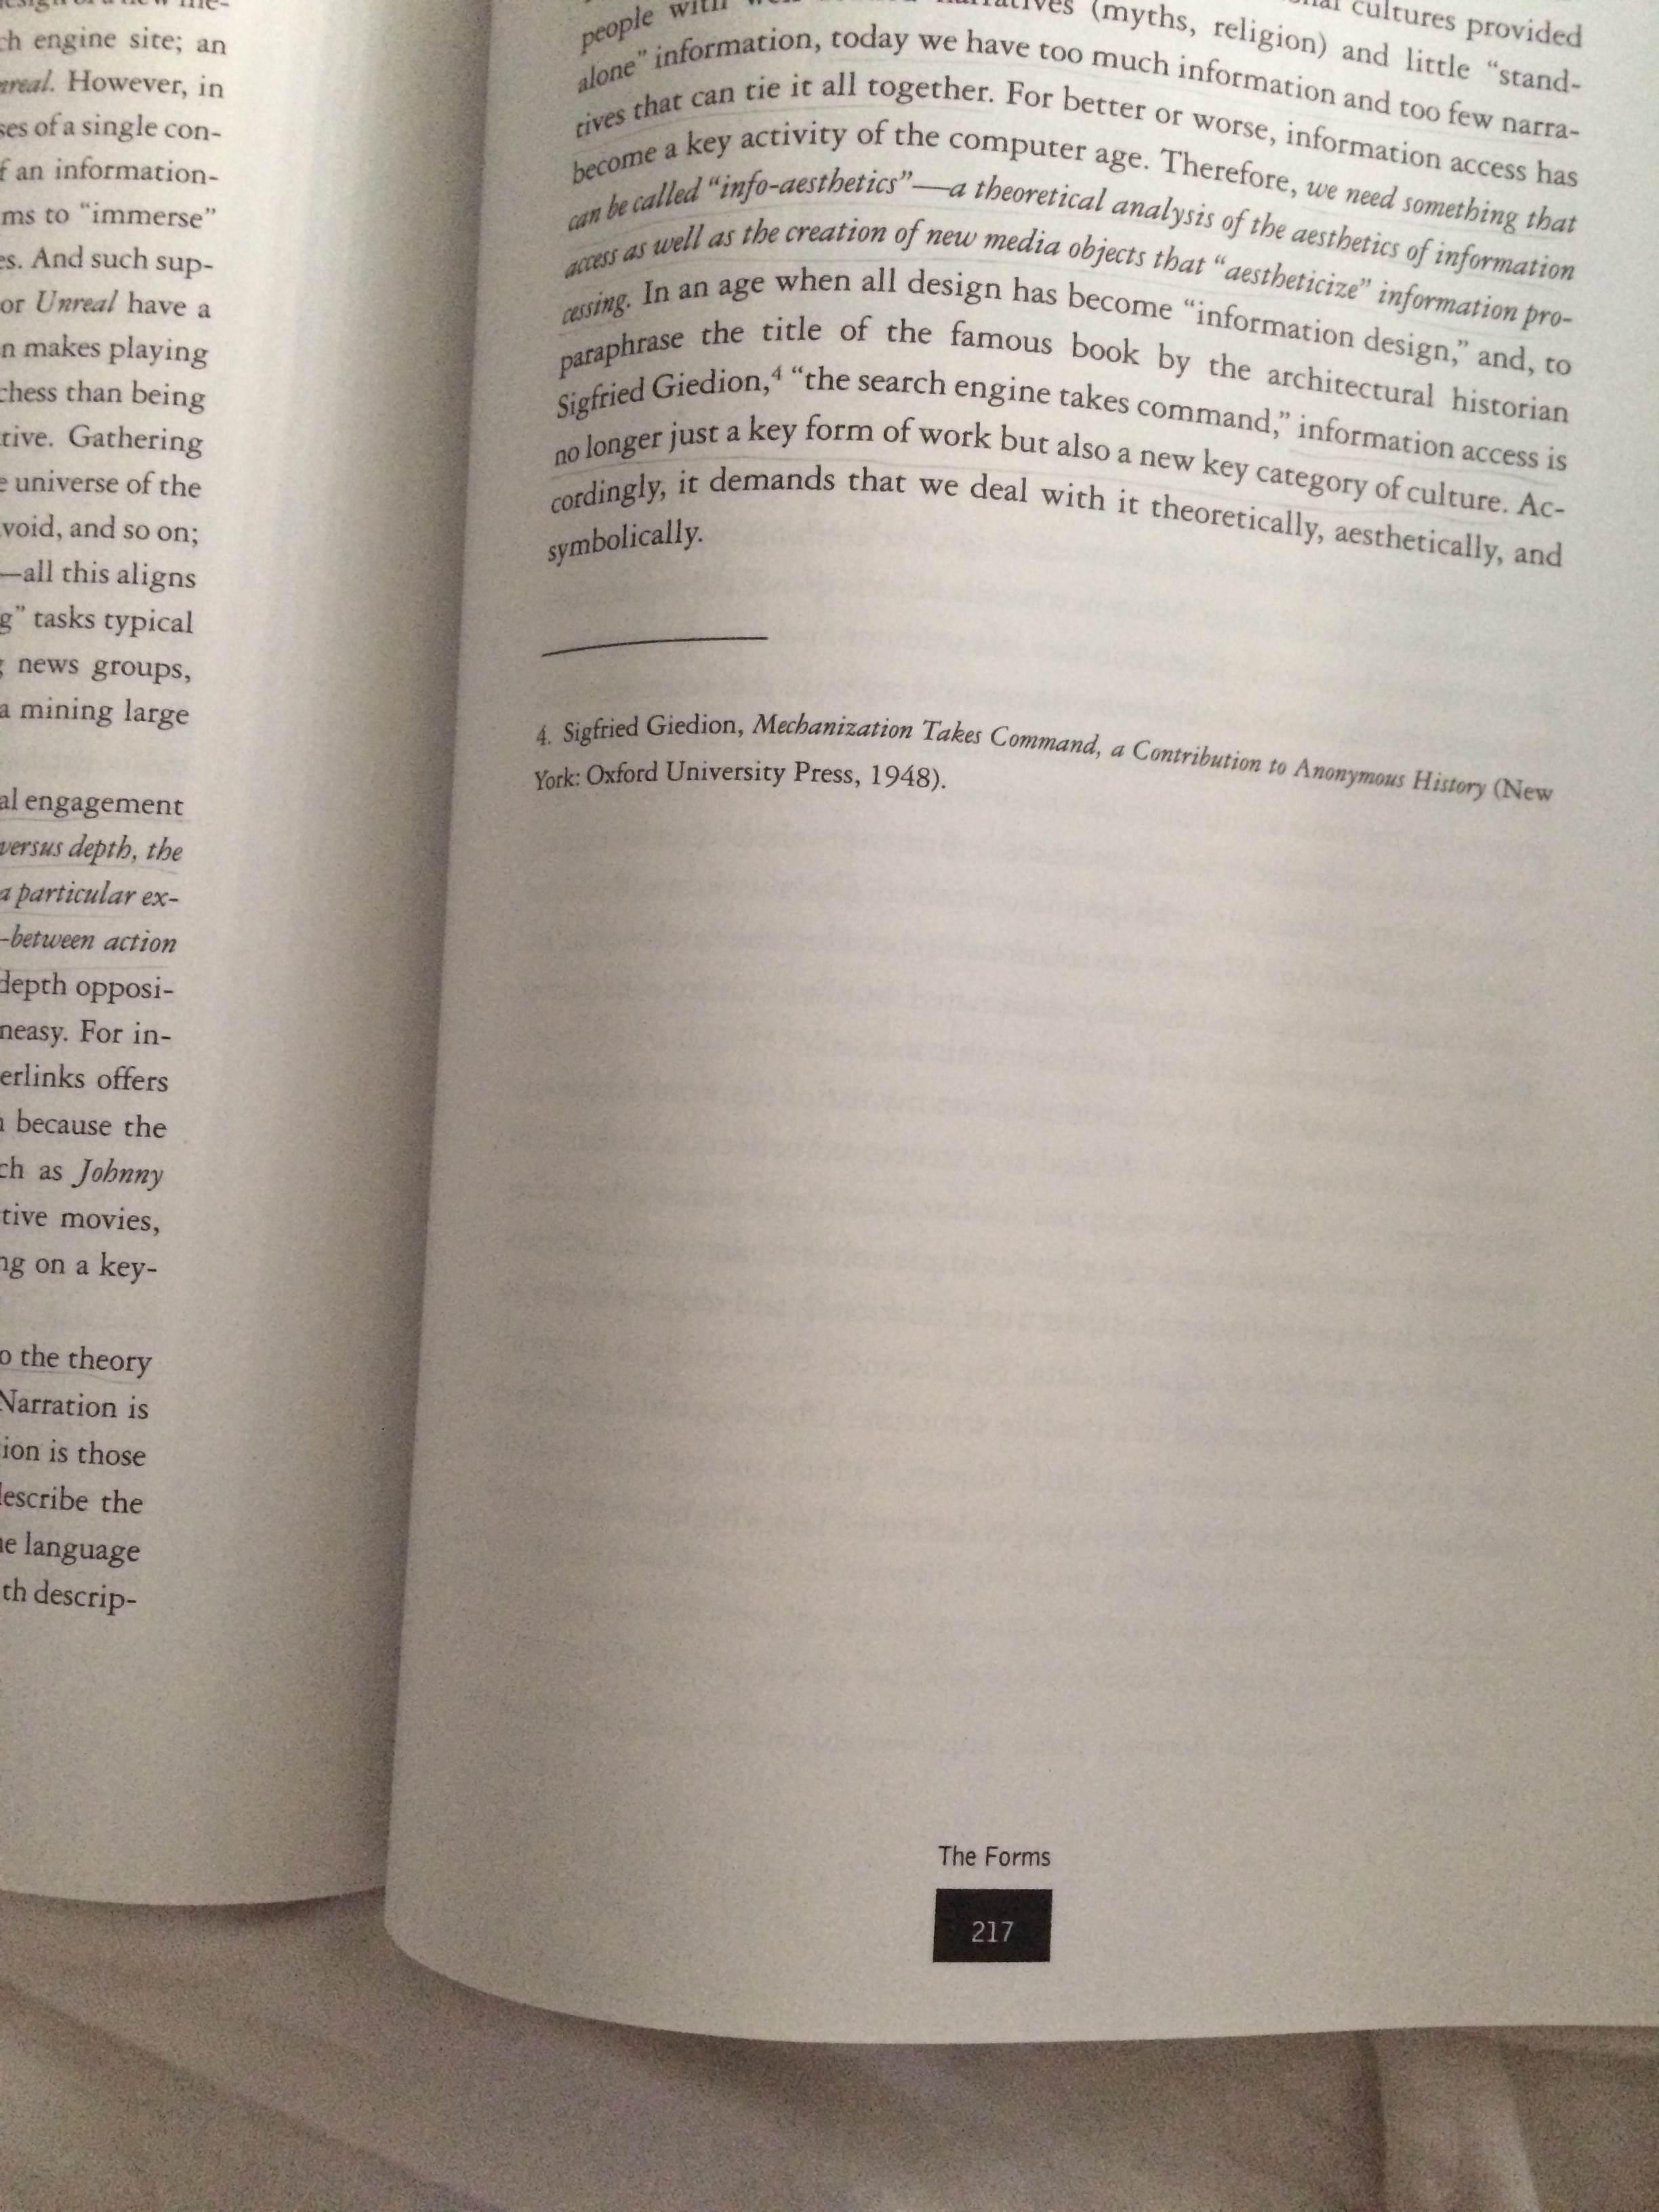 ch engine site; an
However, in
ses of a single con-
f an information-
ms to “immerse”
es. And such sup-
or Unreal have a
n makes playing
chess than being
tive. Gathering
e universe of the
void, and so on;
—all this aligns
g” tasks typical
g news groups,
a mining large
al engagement
versus depth, the
a particular ex-
-between action
depth opposi-
neasy. For in-
erlinks offers
because the
ch as Johnny
tive movies,
ng on a key-
o the theory
Narration is
ion is those
describe the
ne language
th descrip-
cultures provided
people with (myths, religion) and little “stand-
alone” information, today we have too much information and too few narra-
tives that can tie it all together. For better or worse, information access has
become a key activity of the computer age. Therefore, we need something that
can be called “info-aesthetics”—a theoretical analysis of the aesthetics of information
access as well as the creation of new media objects that “aestheticize” information pro-
cessing. In an age when all design has become “information design,” and, to
paraphrase the title of the famous book by the architectural historian
Sigfried Giedion,4 “the search engine takes command,” information access is
no longer just a key form of work but also a new key category of culture. Ac-
cordingly, it demands that we deal with it theoretically, aesthetically, and
symbolically.
4. Sigfried Giedion, Mechanization Takes Command, a Contribution to Anonymous History (New
York: Oxford University Press, 1948).
The Forms
217